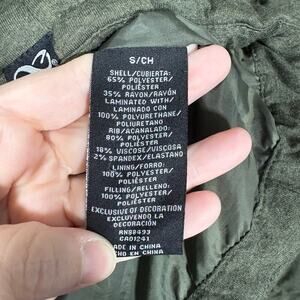 S/CH
SHELL/CUBIERTA:
65% POLYESTER/
POLIÉSTER
35% RAYON/RAYÓN
LAMINATED WITH/
LAMINADO CON
100% POLYURETHANE/
POLIURETANO
RIB/ACANALADO:
80% POLYESTER/
POLIÉSTER
18% VISCOSE/VISCOSA
2% SPANDEX/ELASTANO
LINING/FORRO:
100% POLYESTER/
POLIÉSTER
FILLING/RELLENO:
100% POLYESTER/
POLIÉSTER
EXCLUSIVE OF DECORATION
EXCLUYENDO LA
DECORACIÓN
RN88493
CA01241
IN CHINA
EN CHINA